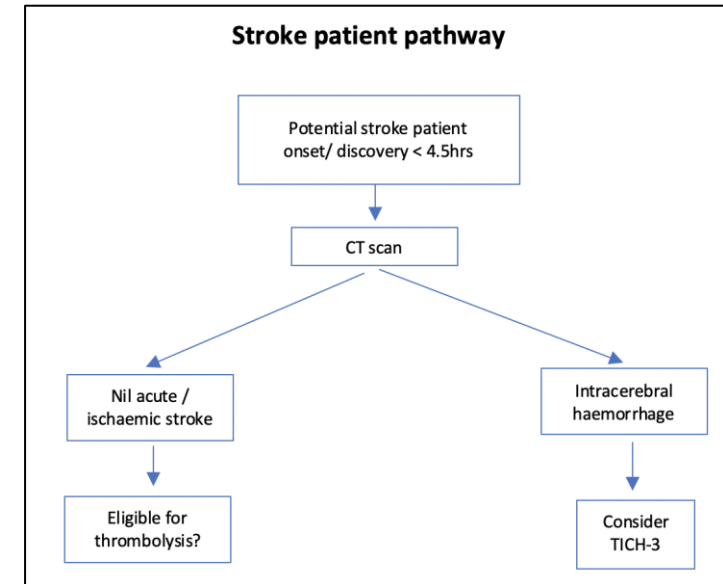 Stroke patient pathway
Potential stroke patient
onset/ discovery < 4.5hrs
CT scan
Nil acute /
ischaemic stroke
Intracerebral
haemorrhage
Eligible for
thrombolysis?
Consider
TICH-3